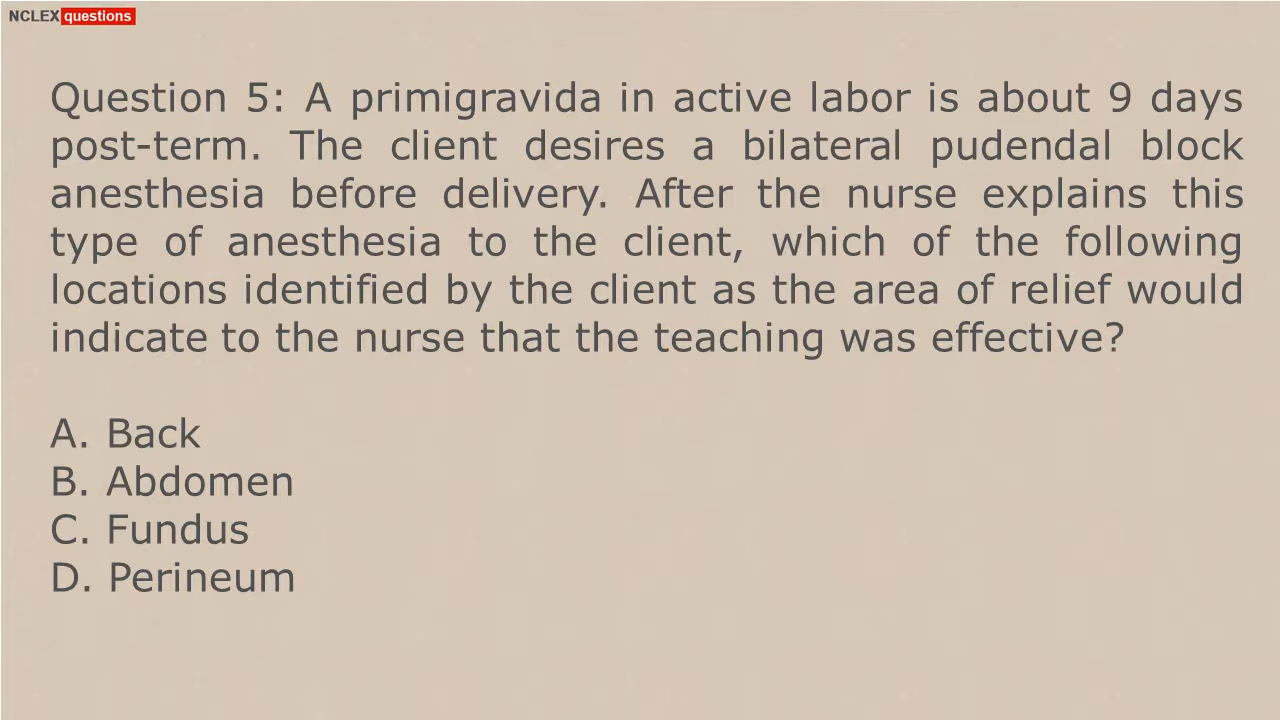 NCLEX questions
Question 5: A primigravida in active labor is about 9 days
post-term. The client desires a bilateral pudendal block
anesthesia before delivery. After the nurse explains this
type of anesthesia to the client, which of the following
locations identified by the client as the area of relief would
indicate to the nurse that the teaching was effective?
A. Back
B. Abdomen
C. Fundus
D. Perineum